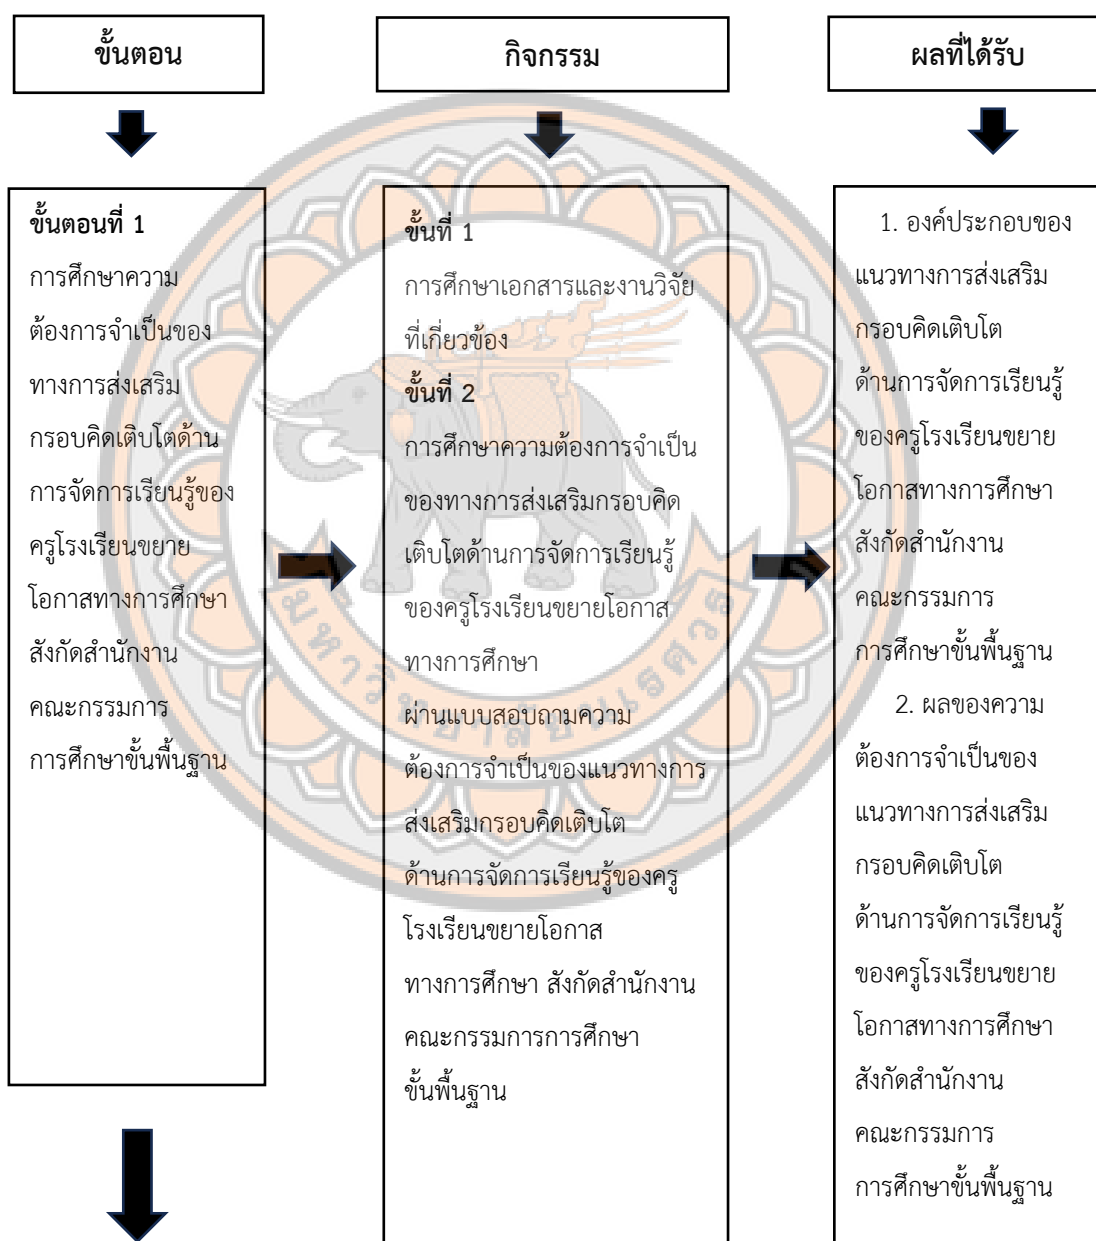 ขั้นตอน
กิจกรรม
ผลที่ได้รับ
ขั้นตอนที่ 1
การศึกษาความ
ต้องการจำเป็นของ
ทางการส่งเสริม
กรอบคิดเติบโตด้าน
การจัดการเรียนรู้ของ
ครูโรงเรียนขยาย
โอกาสทางการศึกษา
สังกัดสำนักงาน
คณะกรรมการ
การศึกษาขั้นพื้นฐาน
ขั้นที่ 1
การศึกษาเอกสารและงานวิจัย
ที่เกี่ยวข้อง
ขั้นที่ 2
การศึกษาความต้องการจำเป็น
ของทางการส่งเสริมกรอบคิด
เติบโตด้านการจัดการเรียนรู้
ของครูโรงเรียนขยายโอกาส
ทางการศึกษา
ผ่านแบบสอบถามความ
ต้องการจำเป็นของแนวทางการ
ส่งเสริมกรอบคิดเติบโต
ด้านการจัดการเรียนรู้ของครู
โรงเรียนขยายโอกาส
ทางการศึกษา สังกัดสำนักงาน
คณะกรรมการการศึกษา
ขั้นพื้นฐาน
1. องค์ประกอบของ
แนวทางการส่งเสริม
กรอบคิดเติบโต
ด้านการจัดการเรียนรู้
ของครูโรงเรียนขยาย
โอกาสทางการศึกษา
สังกัดสำนักงาน
คณะกรรมการ
การศึกษาขั้นพื้นฐาน
2. ผลของความ
ต้องการจำเป็นของ
แนวทางการส่งเสริม
กรอบคิดเติบโต
ด้านการจัดการเรียนรู้
ของครูโรงเรียนขยาย
โอกาสทางการศึกษา
สังกัดสำนักงาน
คณะกรรมการ
การศึกษาขั้นพื้นฐาน
มหาวิทยาลัยนเรศวร